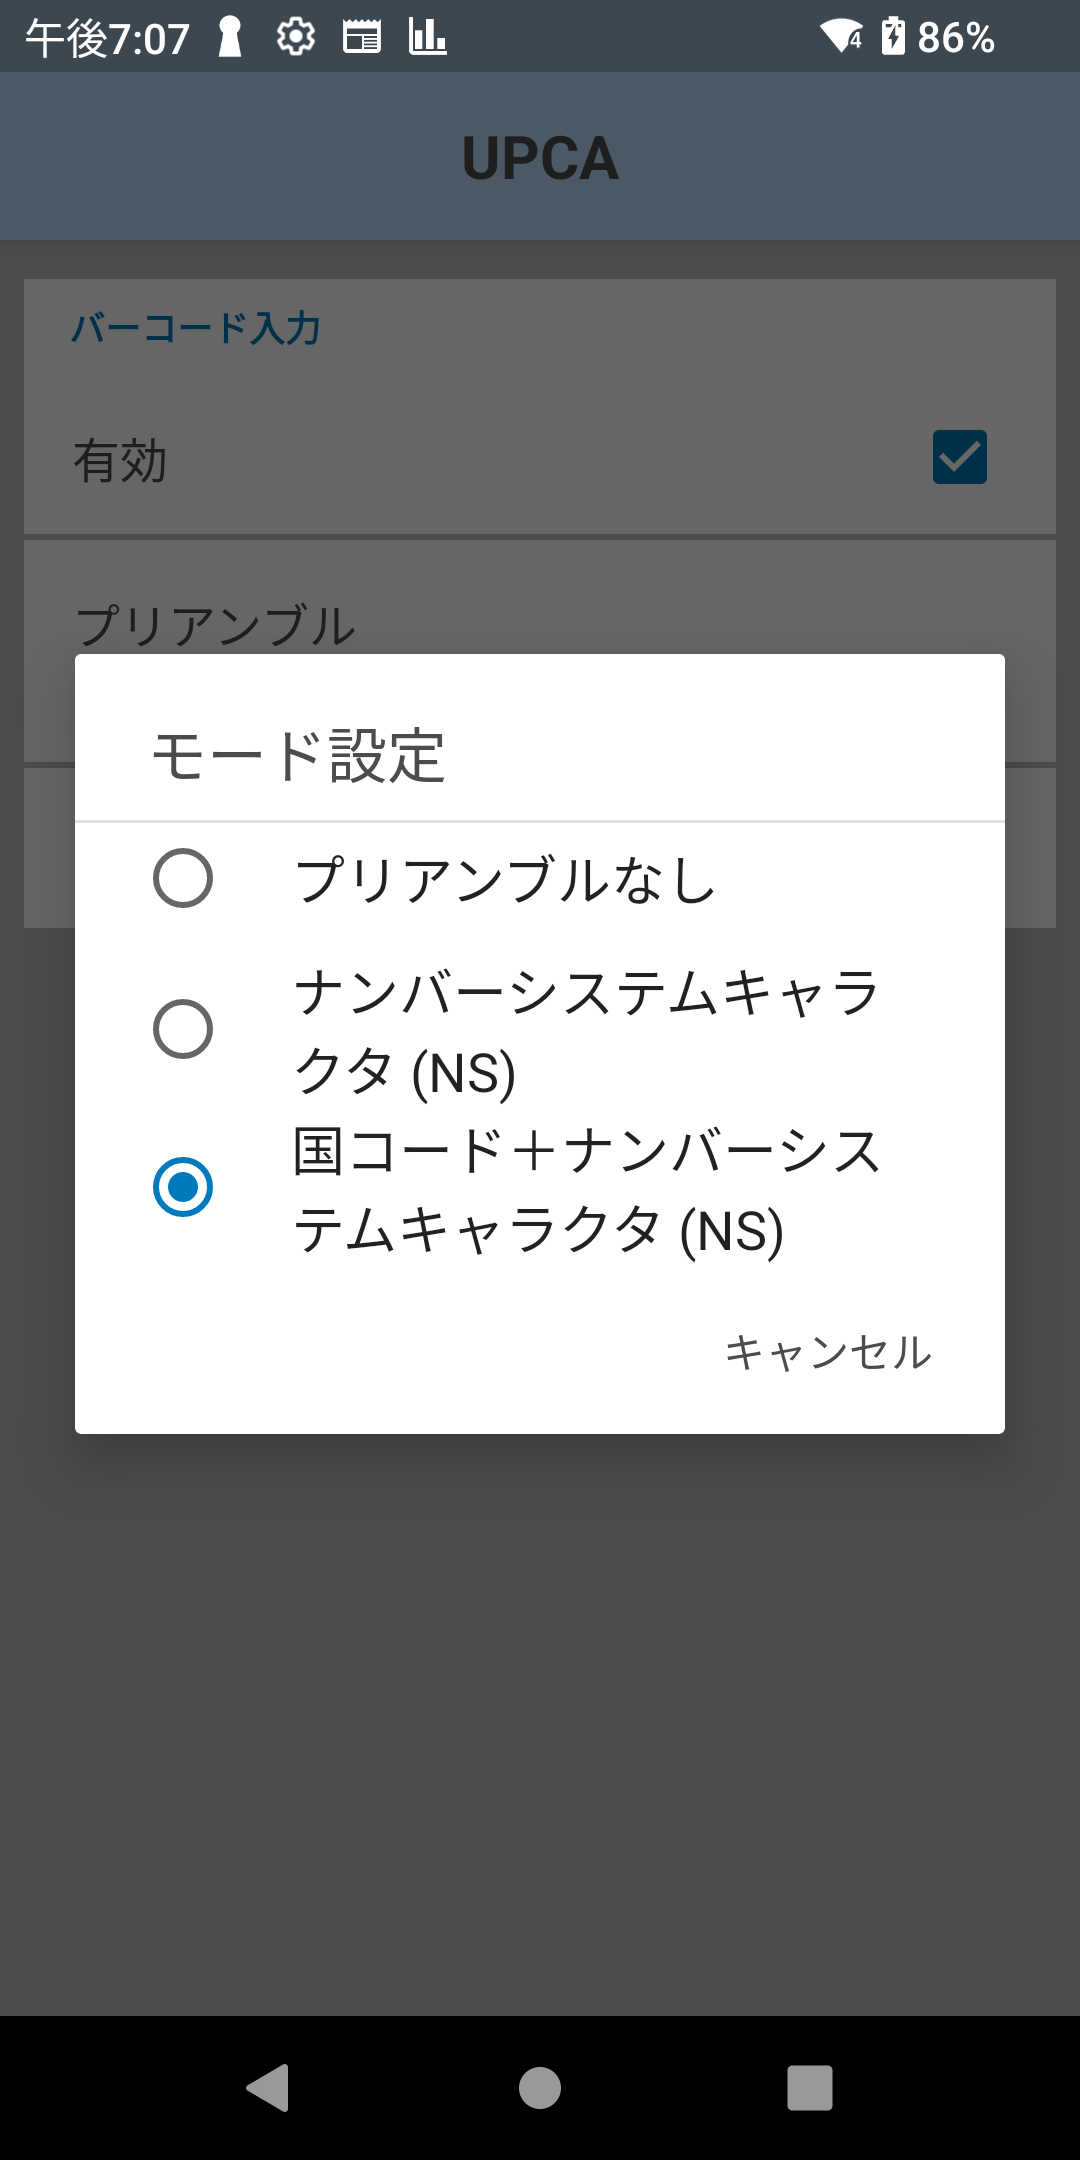 午後7:07 86%
UPCA
バーコード入力
有効
プリアンブル
モード設定
プリアンブルなし
ナンバーシステムキャラ
クタ (NS)
国コード＋ナンバーシス
テムキャラクタ (NS)
キャンセル